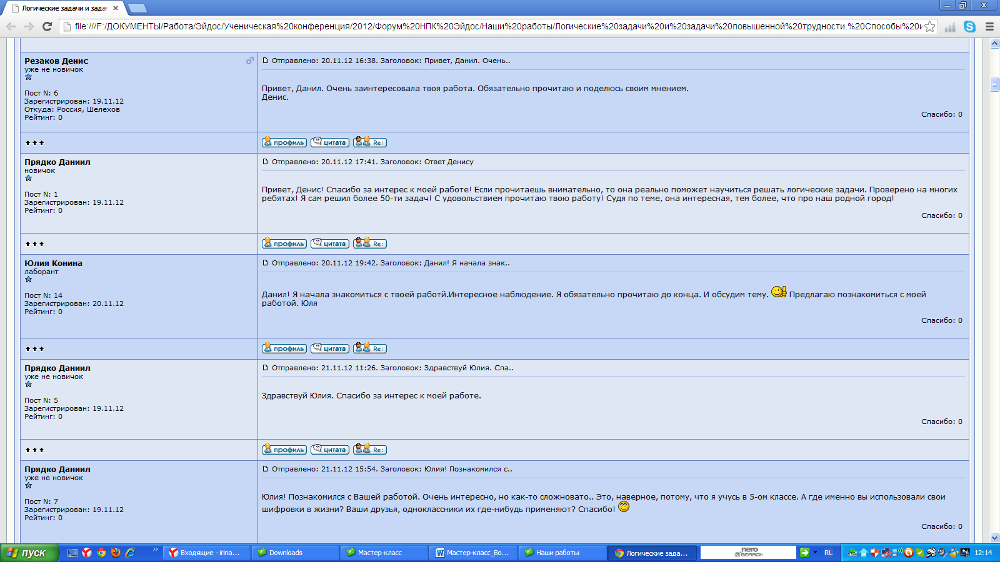 Логические задачи и зада
file:///F:/ДОКУМЕНТЫ/Работа/Эйдос/Ученическая%20конференция/2012/Форум%20НПК%20Эйдос/Наши%20работы/Логические%20задачи%20и%20задачи%20повышенной%20трудности.%20Способы%20и
Резаков Денис
уже не новичок
Пост N: 6
Зарегистрирован: 19.11.12
Откуда: Россия, Шелехов
Рейтинг: 0
Отправлено: 20.11.12 16:38. Заголовок: Привет, Данил. Очень..
Привет, Данил. Очень заинтересовала твоя работа. Обязательно прочитаю и поделюсь своим мнением.
Денис.
Спасибо: 0
профиль цитата Re:
Прядко Даниил
новичок
Пост N: 1
Зарегистрирован: 19.11.12
Рейтинг: 0
Отправлено: 20.11.12 17:41. Заголовок: Ответ Денису
Привет, Денис! Спасибо за интерес к моей работе! Если прочитаешь внимательно, то она реально поможет научиться решать логические задачи. Проверено на многих
ребятах! Я сам решил более 50-ти задач! С удовольствием прочитаю твою работу! Судя по теме, она интересная, тем более, что про наш родной город!
Спасибо: 0
профиль цитата Re:
Юлия Конина
лаборант
Пост N: 14
Зарегистрирован: 20.11.12
Рейтинг: 0
Отправлено: 20.11.12 19:42. Заголовок: Данил! Я начала знак..
Данил! Я начала знакомиться с твоей работй.Интересное наблюдение. Я обязательно прочитаю до конца. И обсудим тему. Предлагаю познакомиться с моей
работой. Юля
Спасибо: 0
профиль цитата Re:
Прядко Даниил
уже не новичок
Пост N: 5
Зарегистрирован: 19.11.12
Рейтинг: 0
Отправлено: 21.11.12 11:26. Заголовок: Здравствуй Юлия. Спа..
Здравствуй Юлия. Спасибо за интерес к моей работе.
Спасибо: 0
профиль цитата Re:
Прядко Даниил
уже не новичок
Пост N: 7
Зарегистрирован: 19.11.12
Рейтинг: 0
Отправлено: 21.11.12 15:54. Заголовок: Юлия! Познакомился с..
Юлия! Познакомился с Вашей работой. Очень интересно, но как-то сложновато.. Это, наверное, потому, что я учусь в 5-ом классе. А где именно вы использовали свои
шифровки в жизни? Ваши друзья, одноклассники их где-нибудь применяют? Спасибо!
Спасибо: 0
пуск Входящие - irina... Downloads Мастер-класс Мастер-класс_Во... Наши работы Логические зада... nero SEARCH RU 12:14